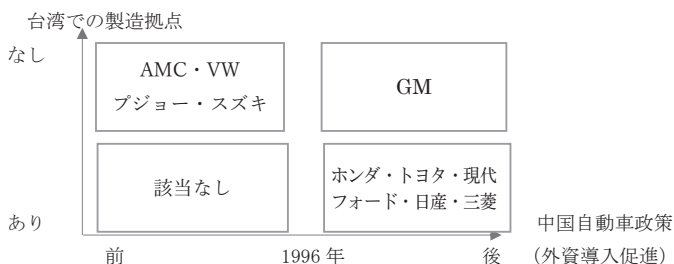 台湾での製造拠点
なし
AMC・VW
プジョー・スズキ
GM
該当なし
ホンダ・トヨタ・現代
フォード・日産・三菱
あり
中国自動車政策
前
1996 年
後
（外資導入促進）